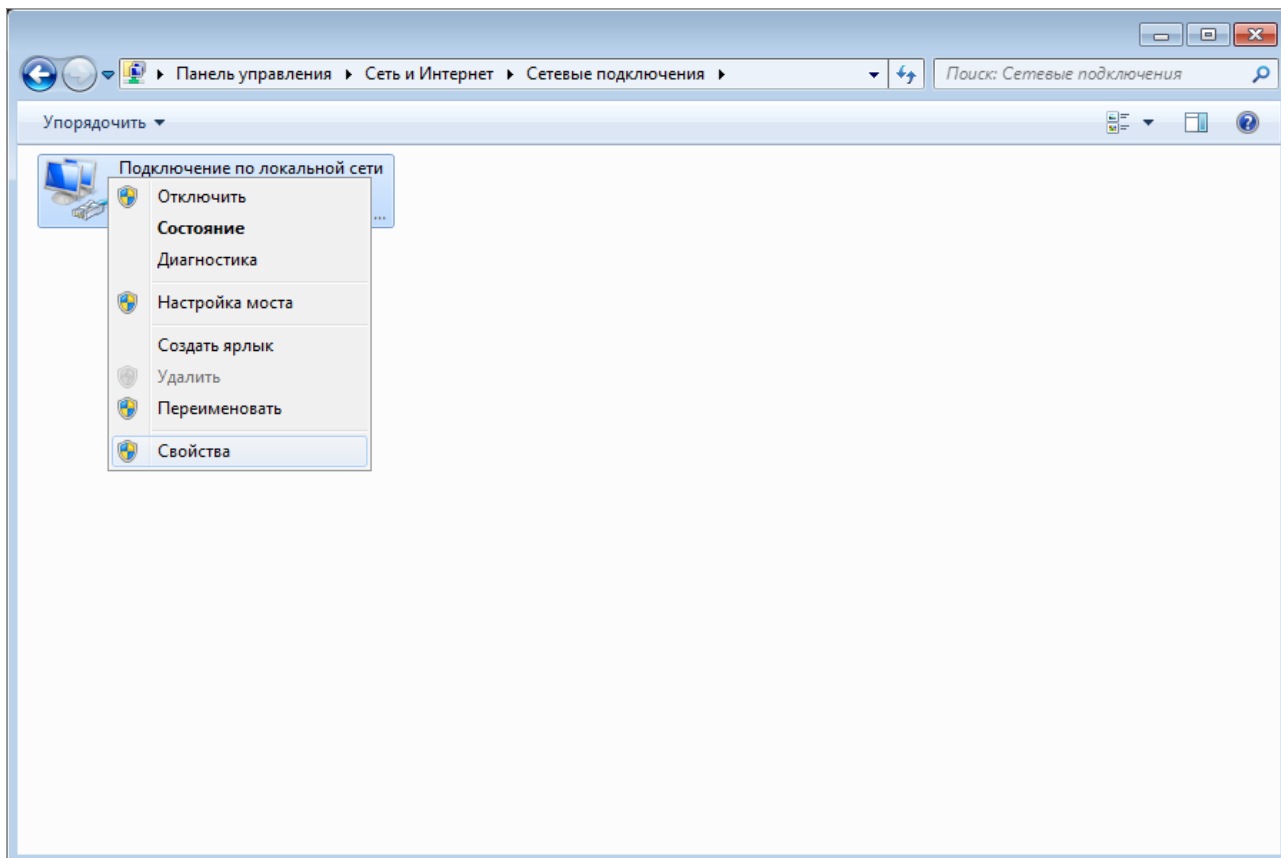 Панель управления Сеть и Интернет Сетевые подключения Поиск: Сетевые подключения
Упорядочить
Подключение по локальной сети
...
Отключить
Состояние
Диагностика
Настройка моста
Создать ярлык
Удалить
Переименовать
Свойства